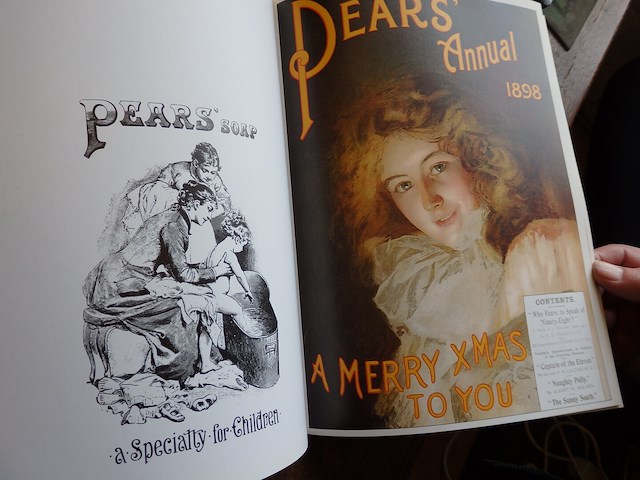 PEARS' SOAP
a Specialty for Children
PEARS'
Annual
1898
A MERRY XMAS
TO YOU
CONTENTS.
"Who Fears to Speak of
'Ninety-Eight'?"
"Captain of the Eleven."
"Naughty Polly."
"The Sunny South."